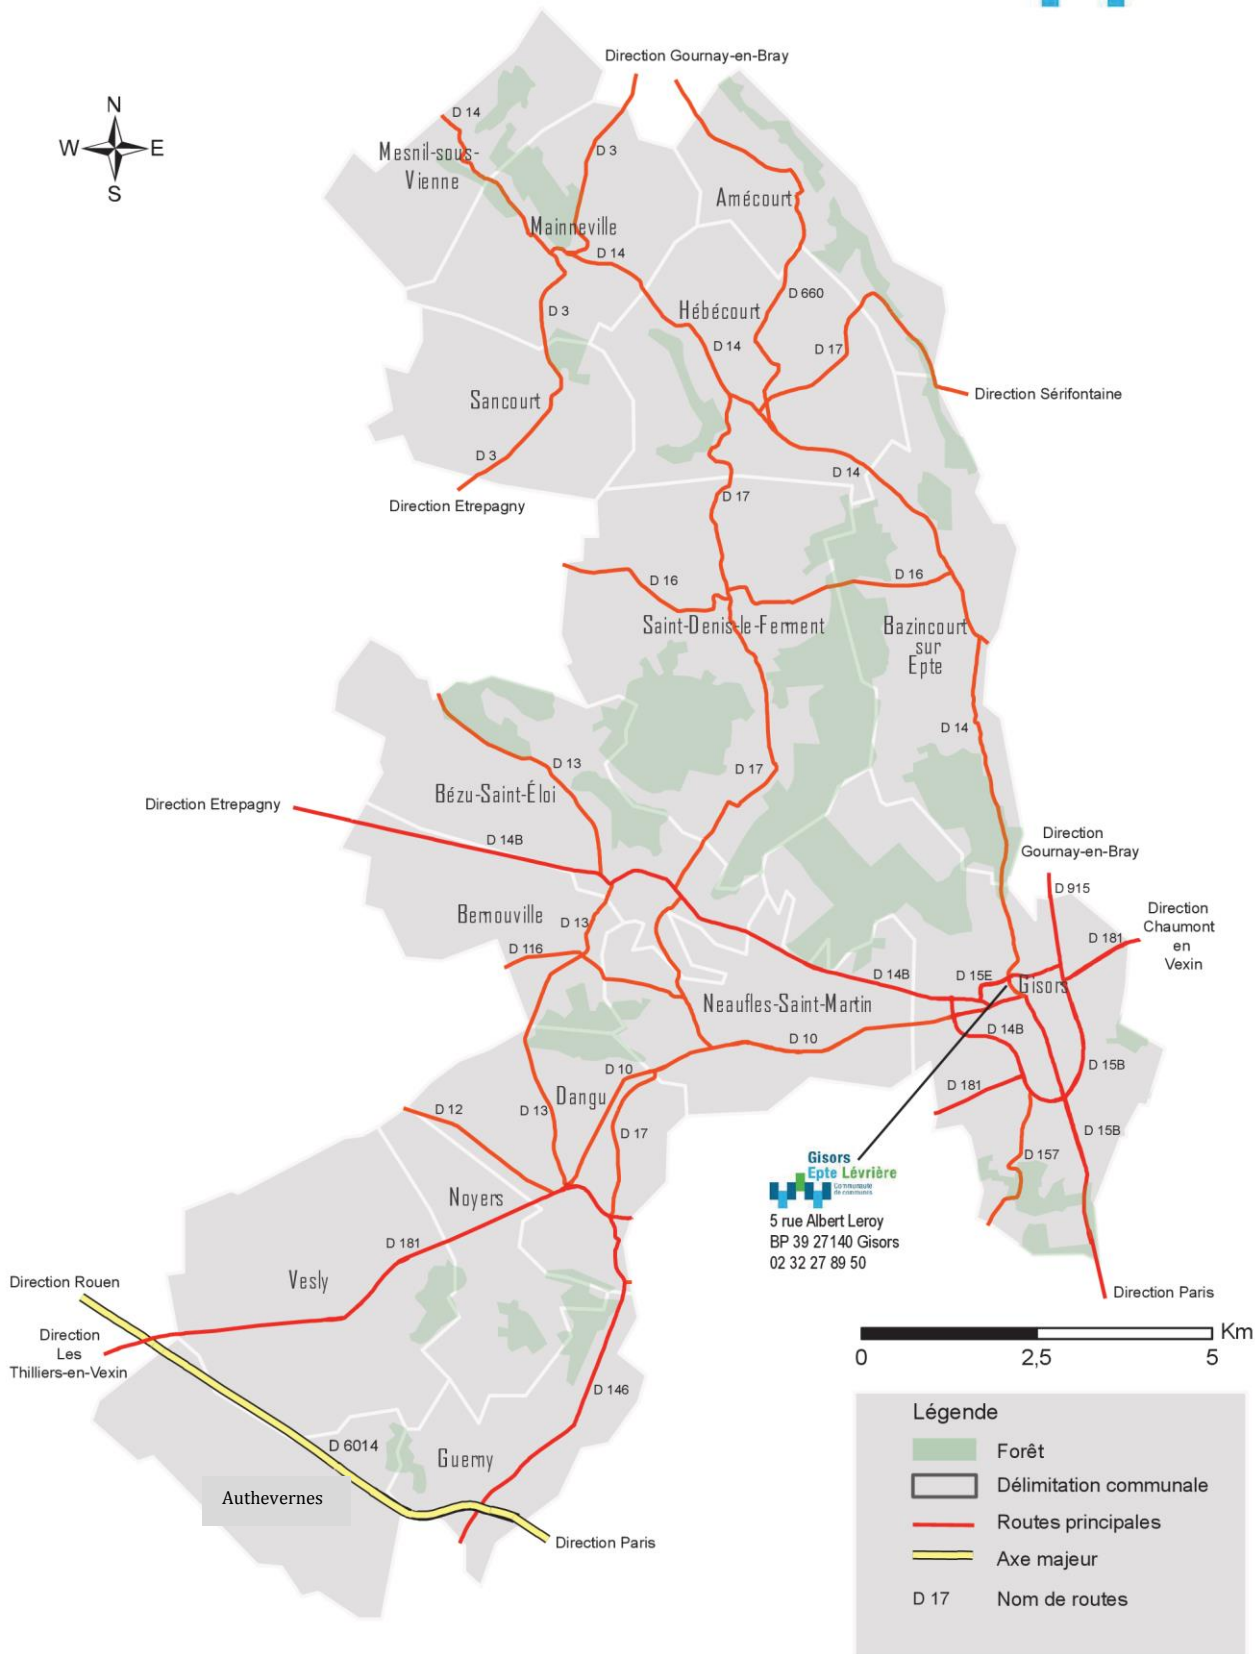 Direction Gournay-en-Bray
N
W E
S
D 14
D 3
Mesnil-sous-
Vienne
Amécourt
Mainneville
D 14
D 660
D 3
Hébécourt
D 14
D 17
Direction Sérifontaine
Sancourt
D 3
D 14
Direction Etrepagny
D 17
D 16
D 16
Saint-Denis-le-Ferment
Bazincourt
sur
Epte
D 14
D 13
D 17
Bézu-Saint-Éloi
Direction Etrepagny
D 14B
Direction
Gournay-en-Bray
D 915
Direction
Chaumont
en
Vexin
Bernouville
D 13
D 116
D 181
D 14B
D 15E
Gisors
Neaufles-Saint-Martin
D 14B
D 10
D 10
D 15B
D 181
Dangu
D 12
D 13
D 17
D 15B
D 157
Gisors
Epte Lévrière
Communauté
de communes
5 rue Albert Leroy
BP 39 27140 Gisors
02 32 27 89 50
Noyers
D 181
Vesly
Direction Rouen
Direction Paris
Direction
Les
Thilliers-en-Vexin
Km
0 2,5 5
D 146
D 6014
Guerny
Authevernes
Direction Paris
Légende
Forêt
Délimitation communale
Routes principales
Axe majeur
D 17 Nom de routes